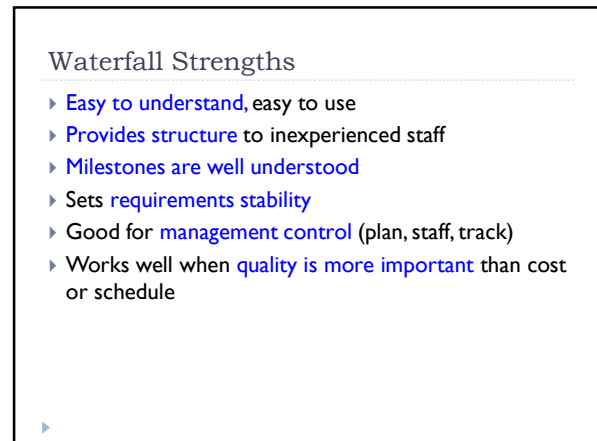 Waterfall Strengths
Easy to understand, easy to use
Provides structure to inexperienced staff
Milestones are well understood
Sets requirements stability
Good for management control (plan, staff, track)
Works well when quality is more important than cost
or schedule